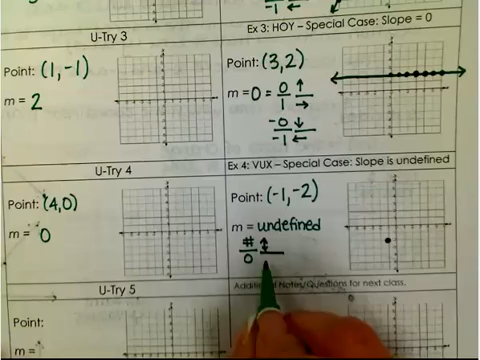 -1
U-Try 3
Point: (1,-1)
m = 2
Ex 3: HOY – Special Case: Slope = 0
Point: (3,2)
m = 0 = 0/1 ↑/→
-0/-1 ↓/←
U-Try 4
Point: (4,0)
m = 0
Ex 4: VUX – Special Case: Slope is undefined
Point: (-1,-2)
m = undefined
#/0 ↕
U-Try 5
Point:
m =
Additional Notes/Questions for next class.